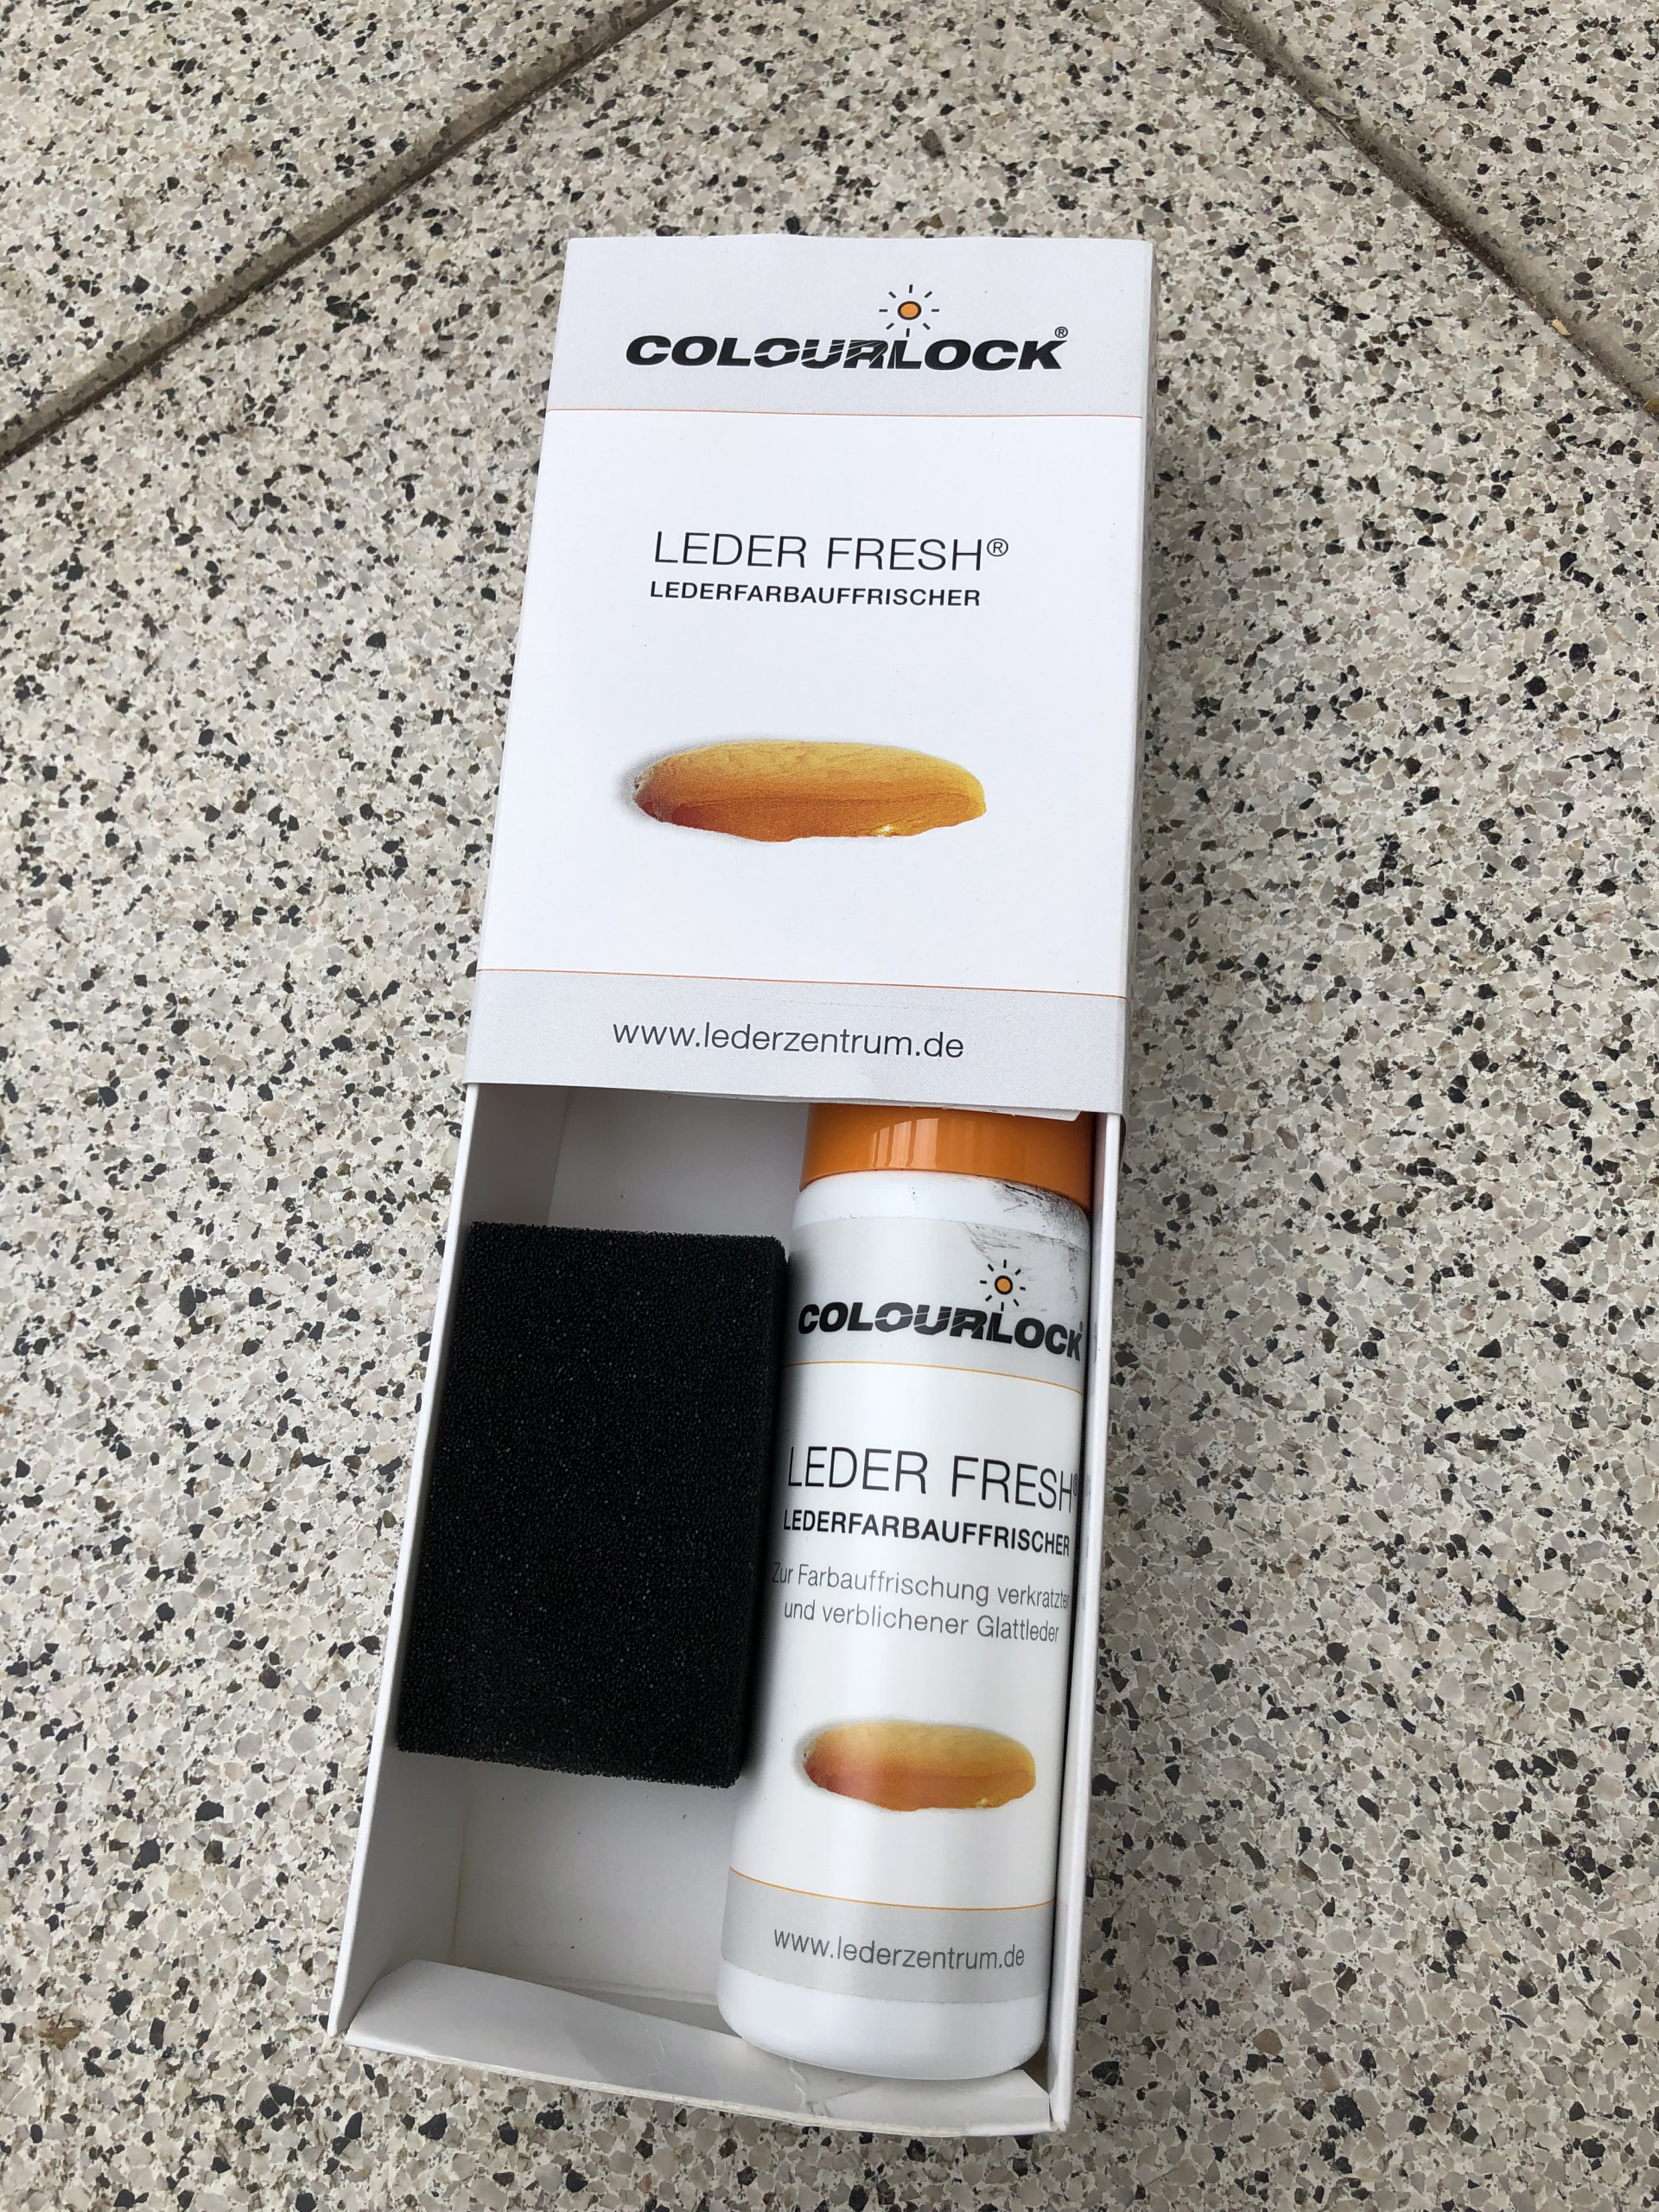 COLOURLOCK®
LEDER FRESH®
LEDERFARBAUFFRISCHER
www.lederzentrum.de
COLOURLOCK
LEDER FRESH®
LEDERFARBAUFFRISCHER
Zur Farbauffrischung verkratzter
und verblichener Glattleder
www.lederzentrum.de